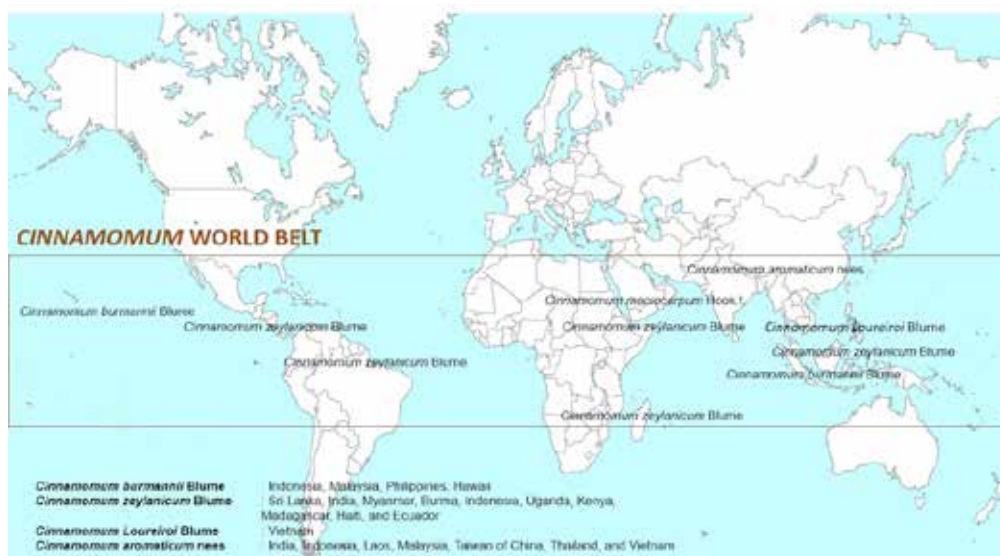 CINNAMOMUM WORLD BELT
Cinnamomum aromaticum nees
Cinnamomum macrocarpum Hook.f.
Cinnamomum burmannii Blume
Cinnamomum zeylanicum Blume
Cinnamomum zeylanicum Blume
Cinnamomum Loureiroi Blume
Cinnamomum zeylanicum Blume
Cinnamomum zeylanicum Blume
Cinnamomum burmannii Blume
Cinnamomum zeylanicum Blume
Cinnamomum burmannii Blume : Indonesia, Malaysia, Philippines, Hawaii
Cinnamomum zeylanicum Blume : Sri Lanka, India, Myanmar, Burma, Indonesia, Uganda, Kenya,
Madagascar, Haiti, and Ecuador
Cinnamomum Loureiroi Blume : Vietnam
Cinnamomum aromaticum nees : India, Indonesia, Laos, Malaysia, Taiwan of China, Thailand, and Vietnam